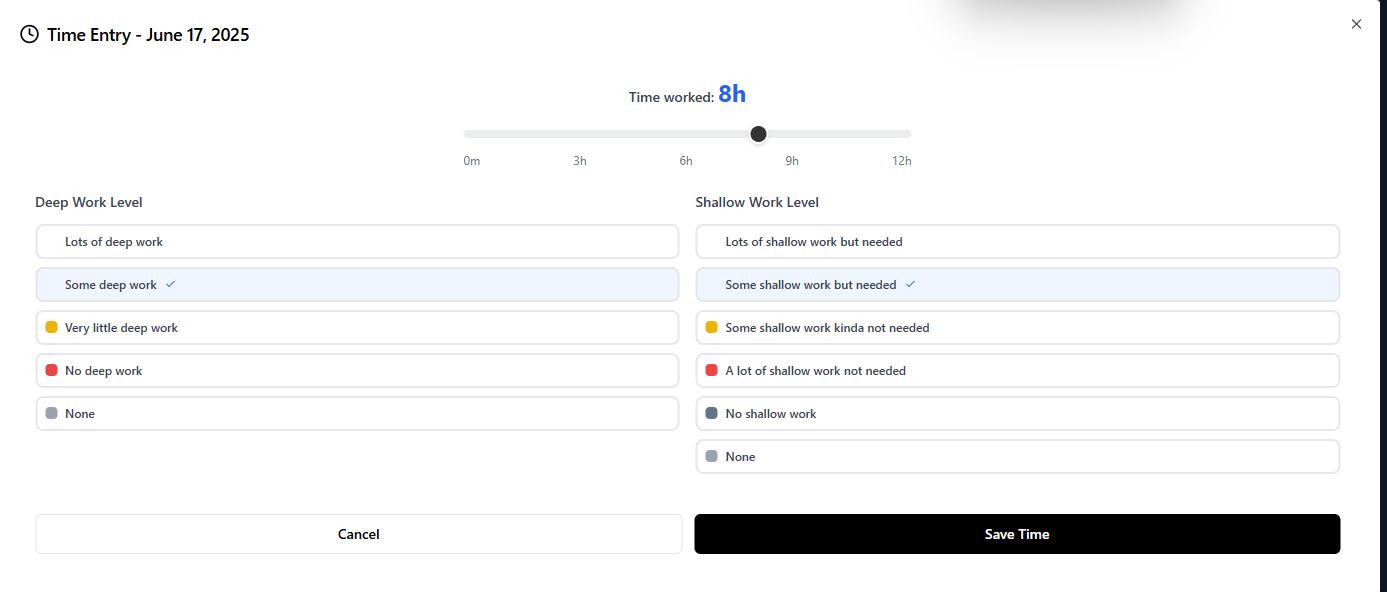 Time Entry - June 17, 2025
Time worked: 8h
0m 3h 6h 9h 12h
Deep Work Level
Lots of deep work
Some deep work
Very little deep work
No deep work
None
Shallow Work Level
Lots of shallow work but needed
Some shallow work but needed
Some shallow work kinda not needed
A lot of shallow work not needed
No shallow work
None
Cancel
Save Time